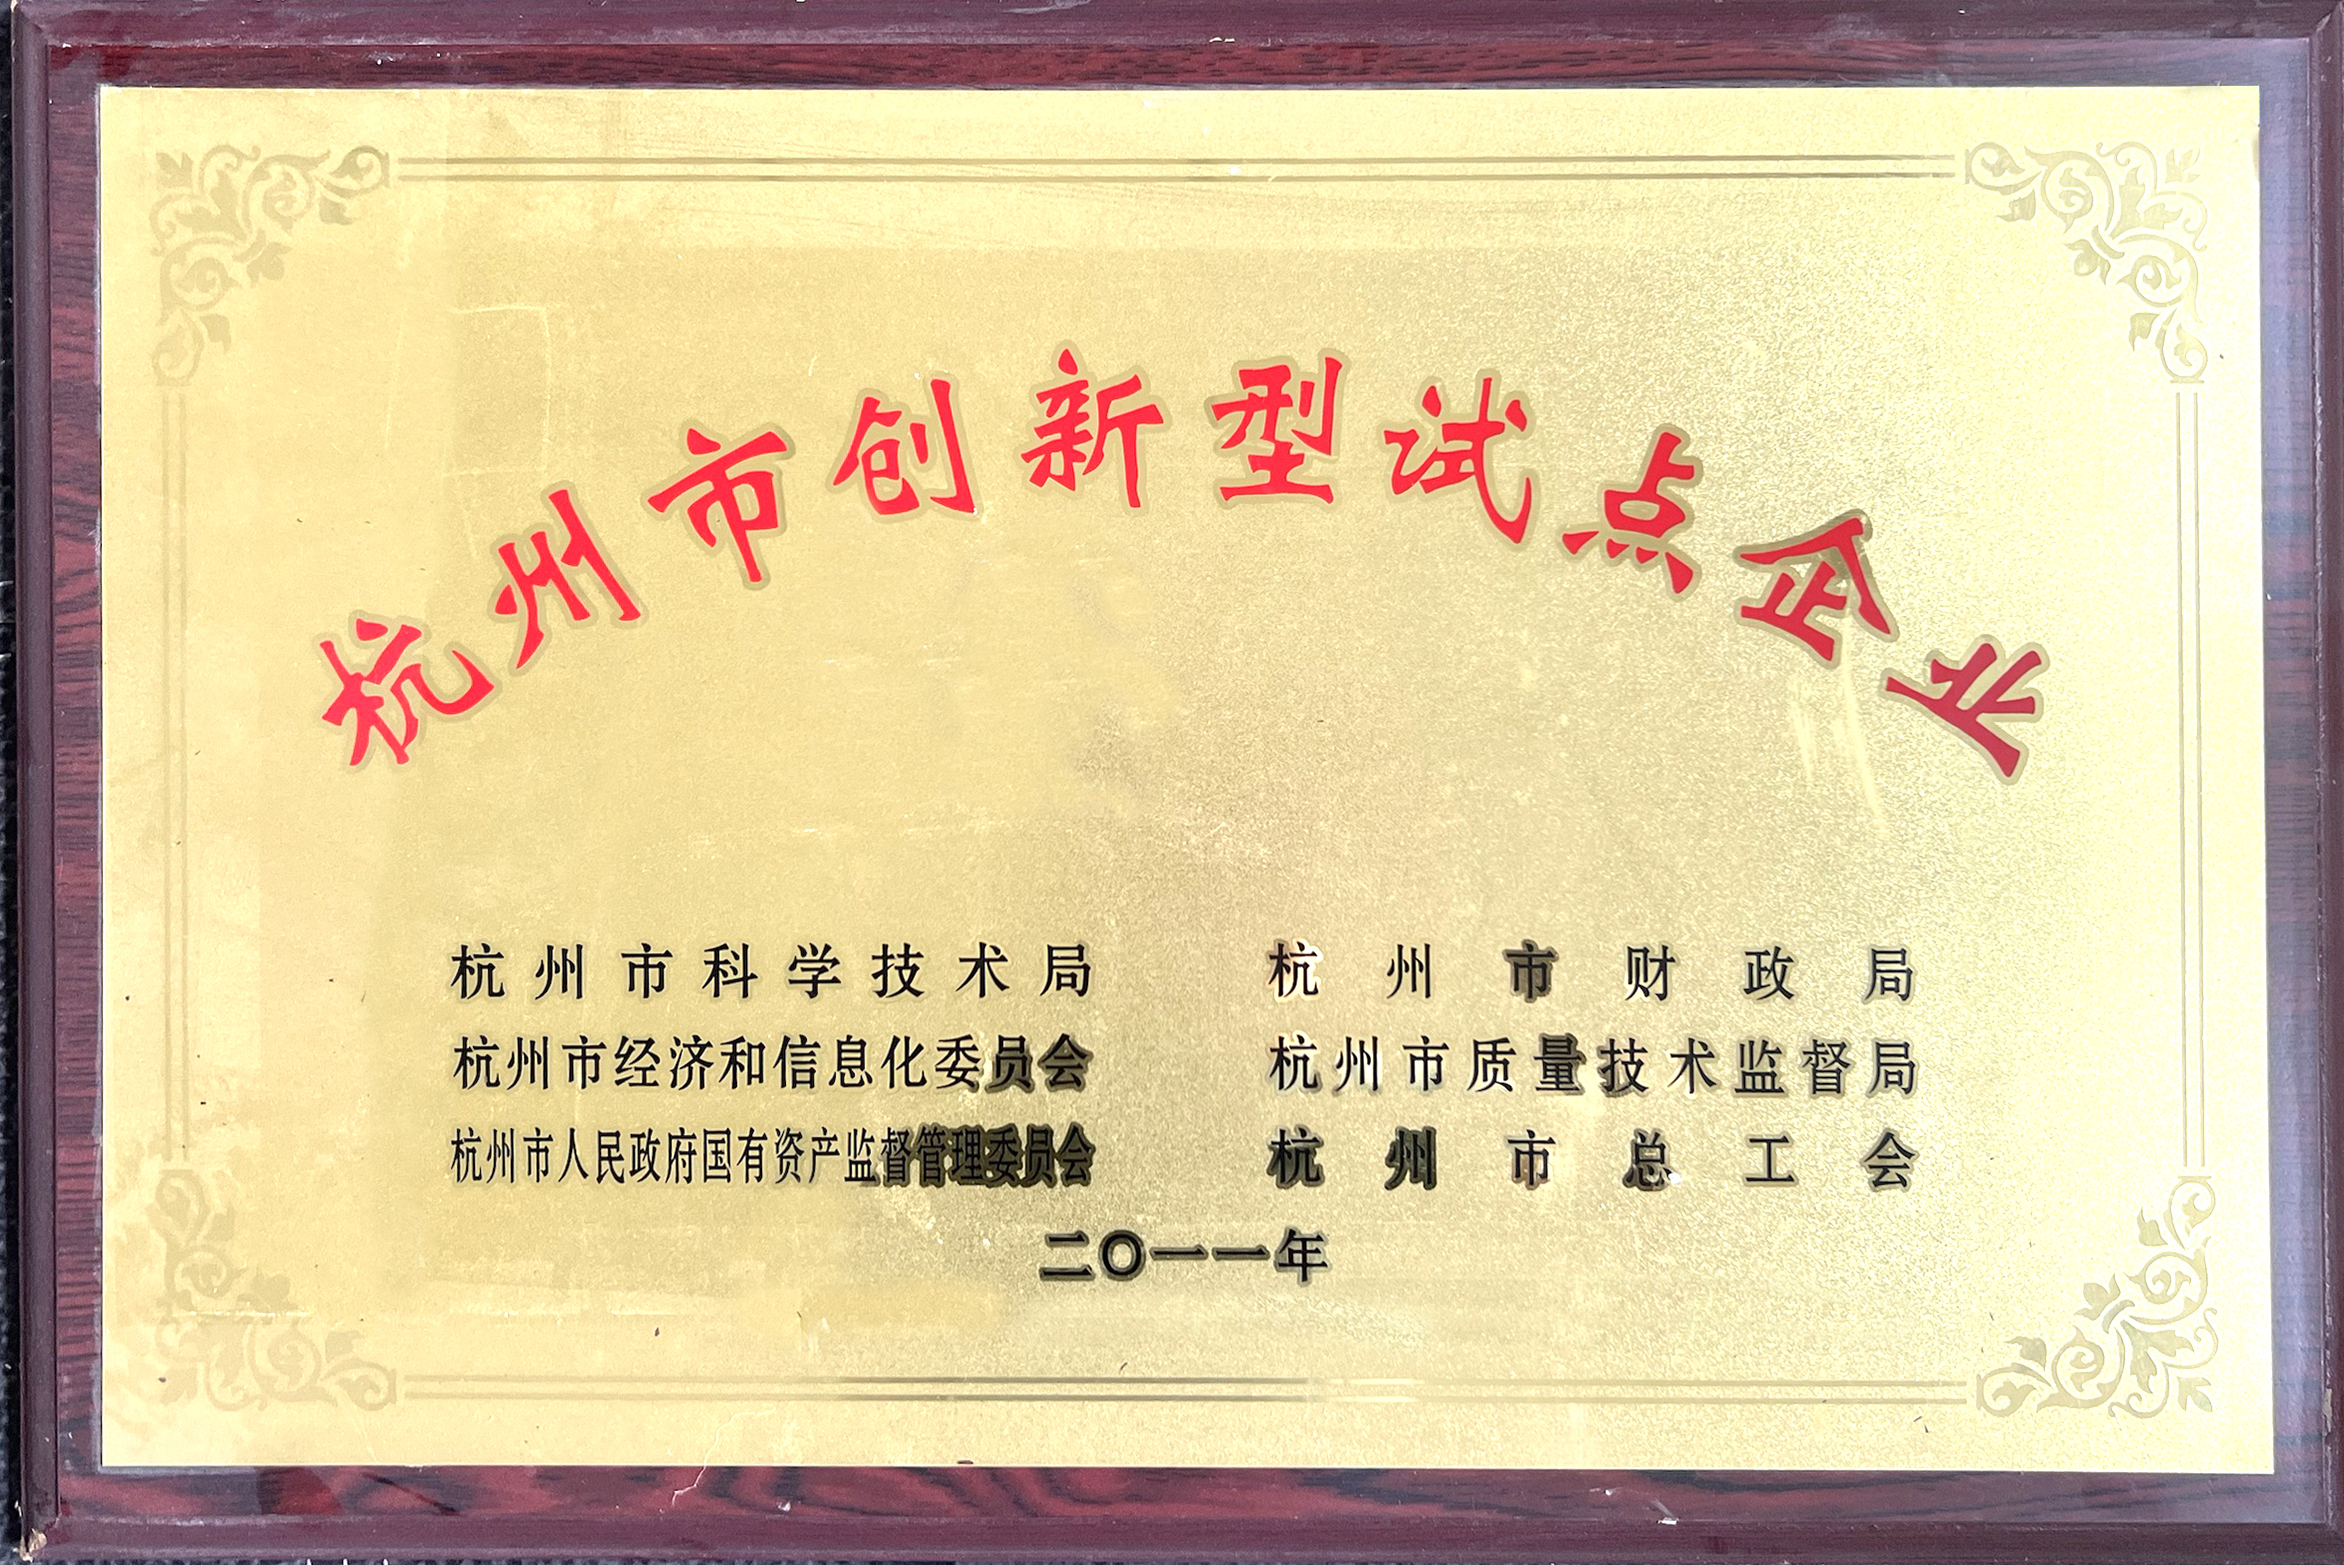 杭州市创新型试点企业
杭州市科学技术局 杭州市财政局
杭州市经济和信息化委员会 杭州市质量技术监督局
杭州市人民政府国有资产监督管理委员会 杭州市总工会
二〇一一年